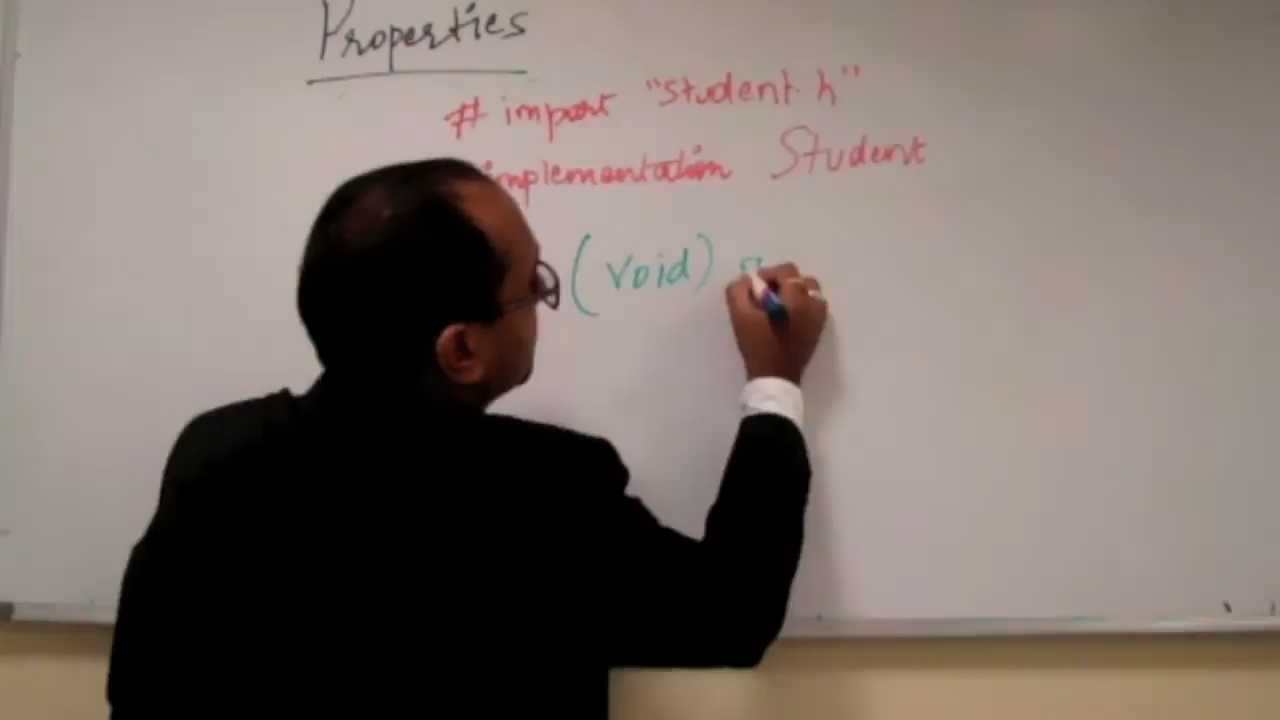 Properties
# import "Student.h"
implementation Student
(void)